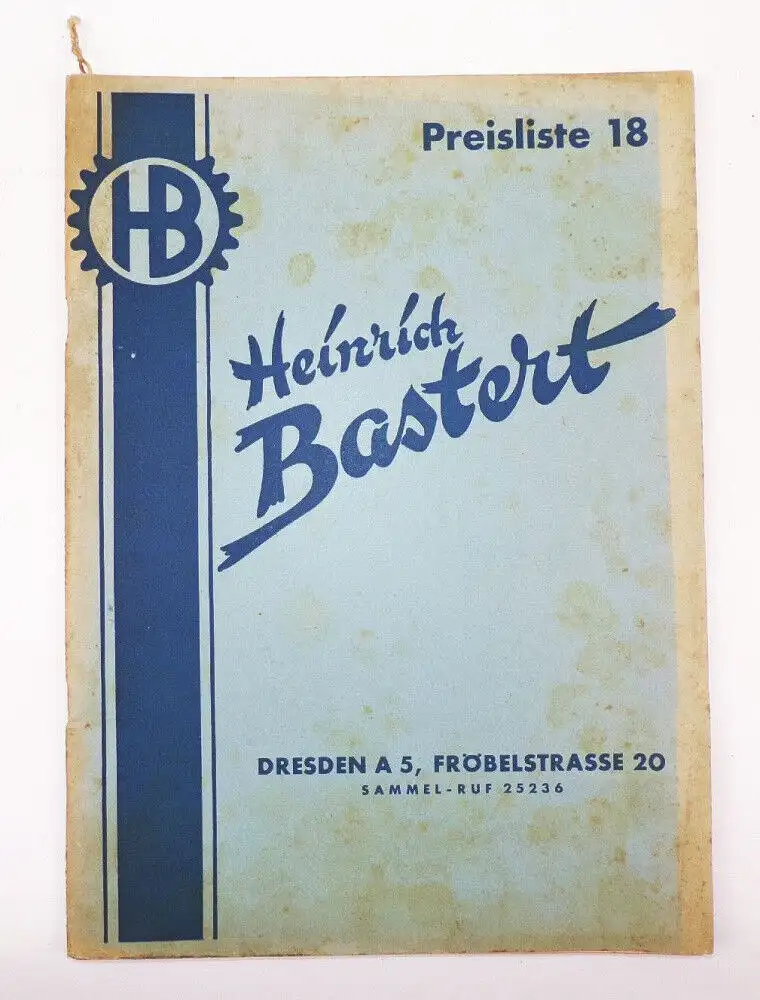 Preisliste 18
HB
Heinrich
Bastert
DRESDEN A 5, FRÖBELSTRASSE 20
SAMMEL-RUF 25236